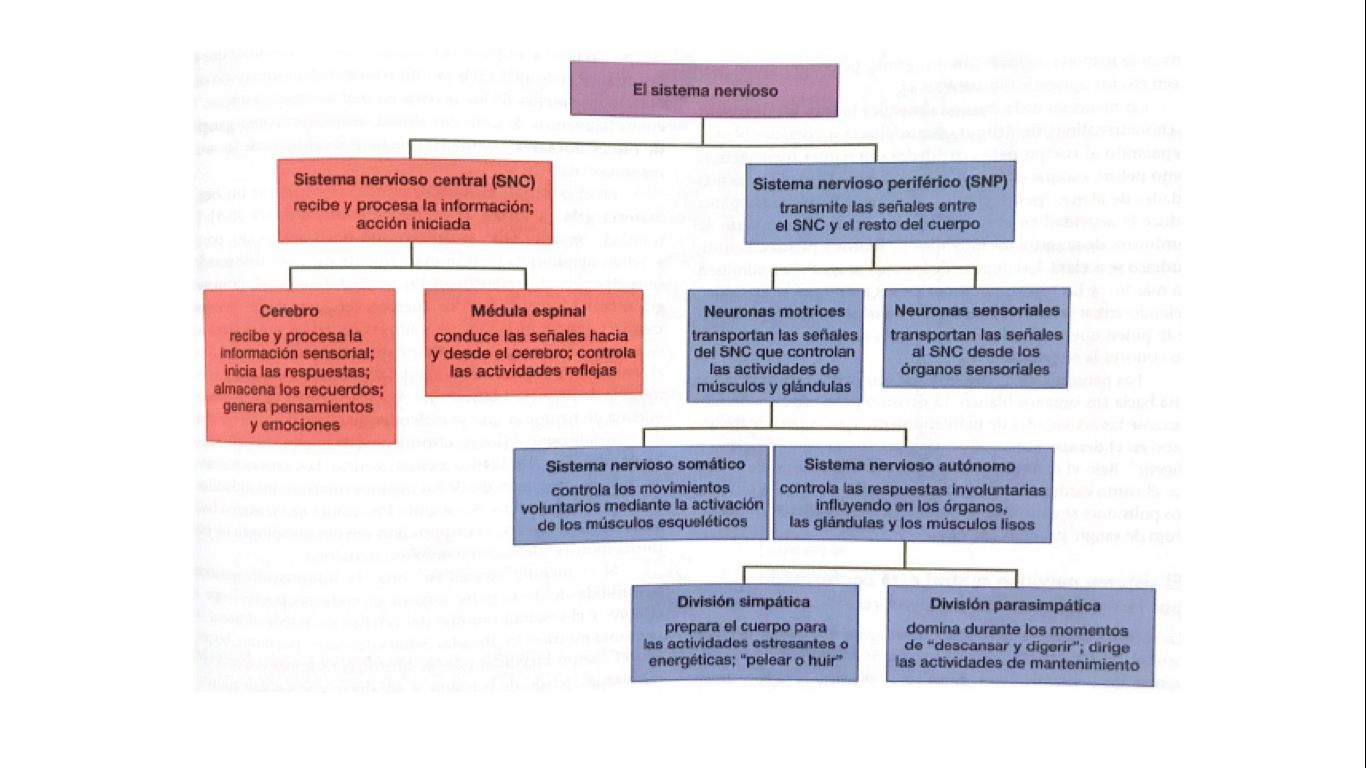 El sistema nervioso
Sistema nervioso central (SNC)
recibe y procesa la información;
acción iniciada
Sistema nervioso periférico (SNP)
transmite las señales entre
el SNC y el resto del cuerpo
Cerebro
recibe y procesa la
información sensorial;
inicia las respuestas;
almacena los recuerdos;
genera pensamientos
y emociones
Médula espinal
conduce las señales hacia
y desde el cerebro; controla
las actividades reflejas
Neuronas motrices
transportan las señales
del SNC que controlan
las actividades de
músculos y glándulas
Neuronas sensoriales
transportan las señales
al SNC desde los
órganos sensoriales
Sistema nervioso somático
controla los movimientos
voluntarios mediante la activación
de los músculos esqueléticos
Sistema nervioso autónomo
controla las respuestas involuntarias
influyendo en los órganos,
las glándulas y los músculos lisos
División simpática
prepara el cuerpo para
las actividades estresantes o
energéticas; "pelear o huir"
División parasimpática
domina durante los momentos
de "descansar y digerir"; dirige
las actividades de mantenimiento